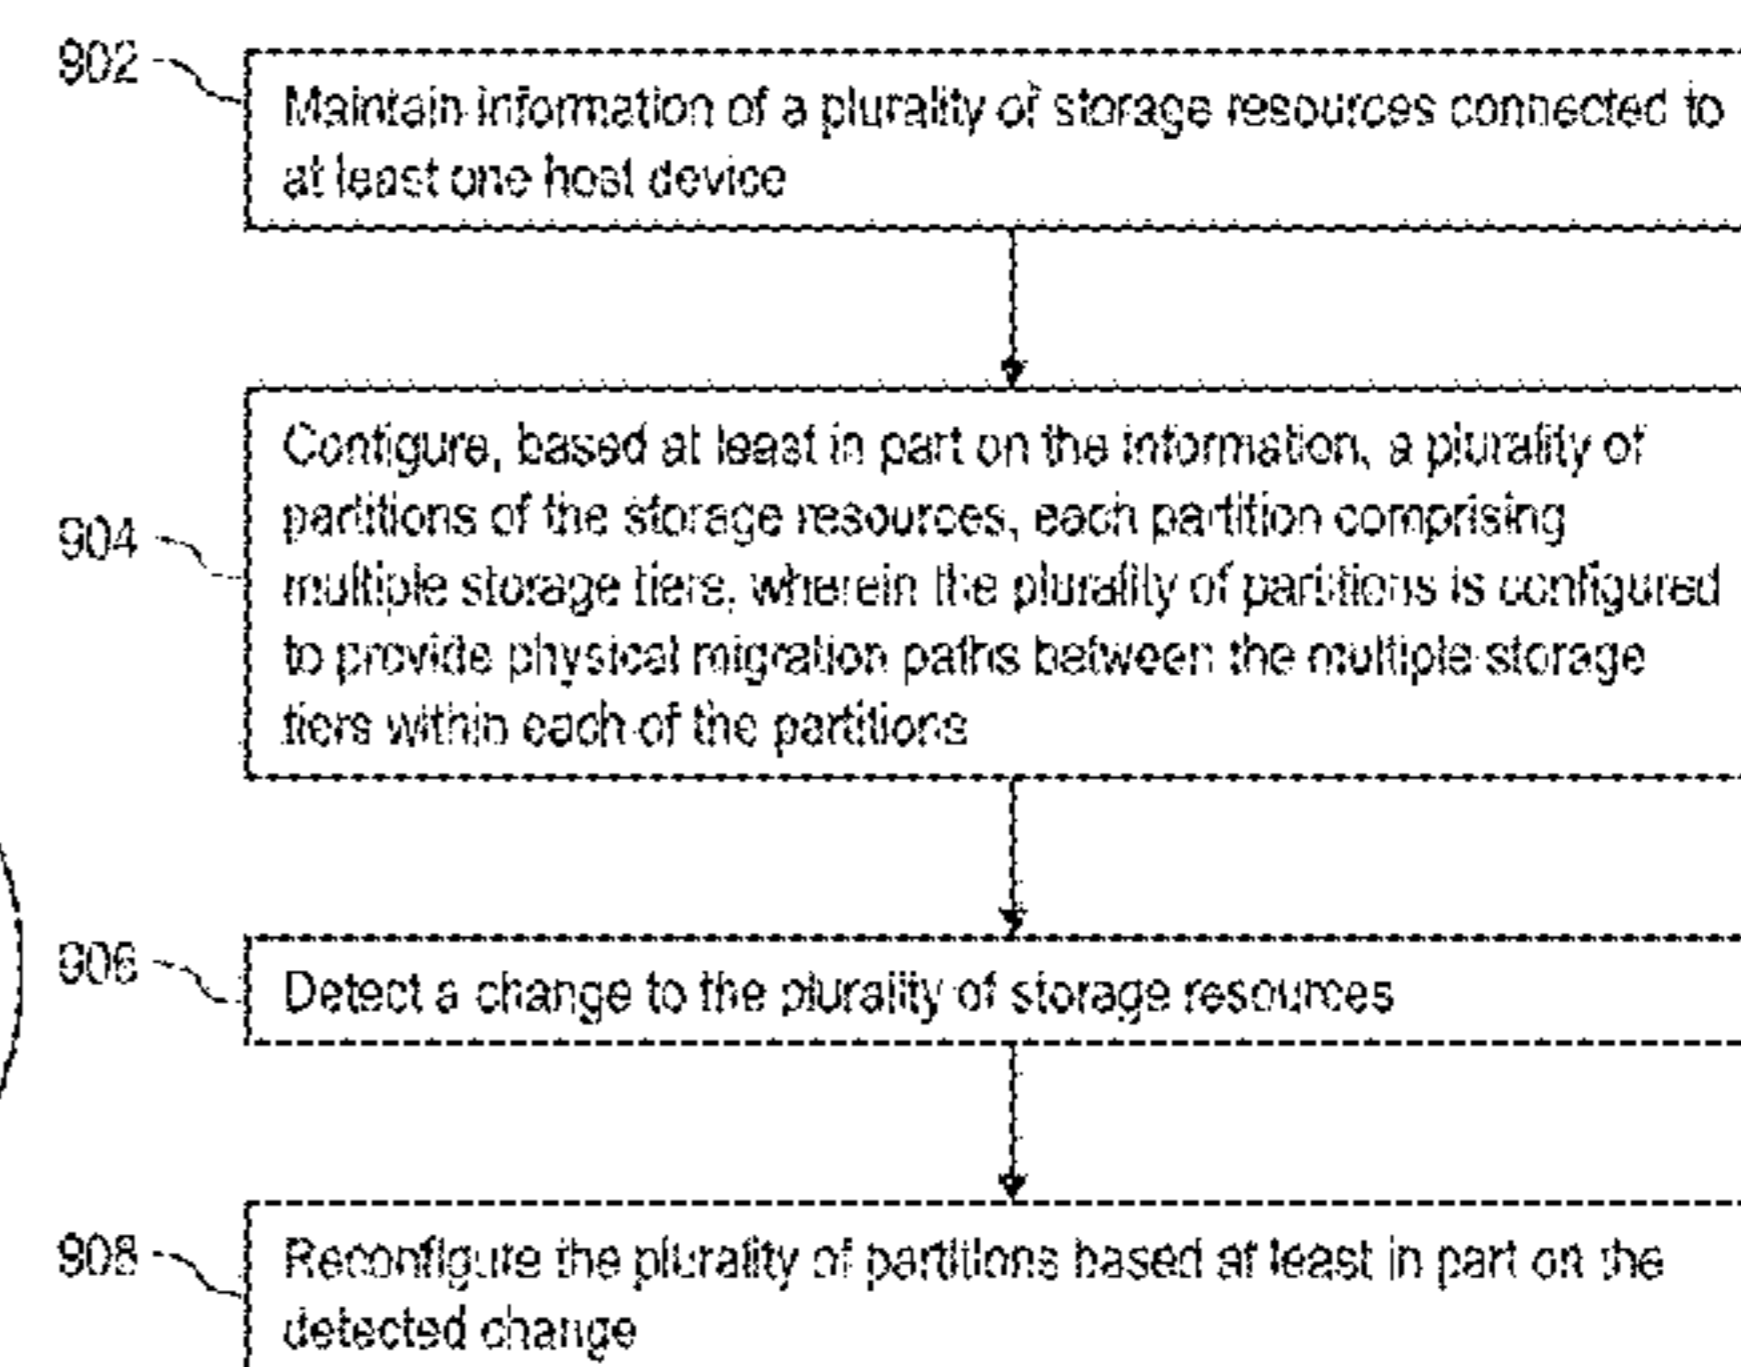 902
Maintain information of a plurality of storage resources connected to
at least one host device
904
Configure, based at least in part on the information, a plurality of
partitions of the storage resources, each partition comprising
multiple storage tiers, wherein the plurality of partitions is configured
to provide physical migration paths between the multiple storage
tiers within each of the partitions
906
Detect a change to the plurality of storage resources
908
Reconfigure the plurality of partitions based at least in part on the
detected change